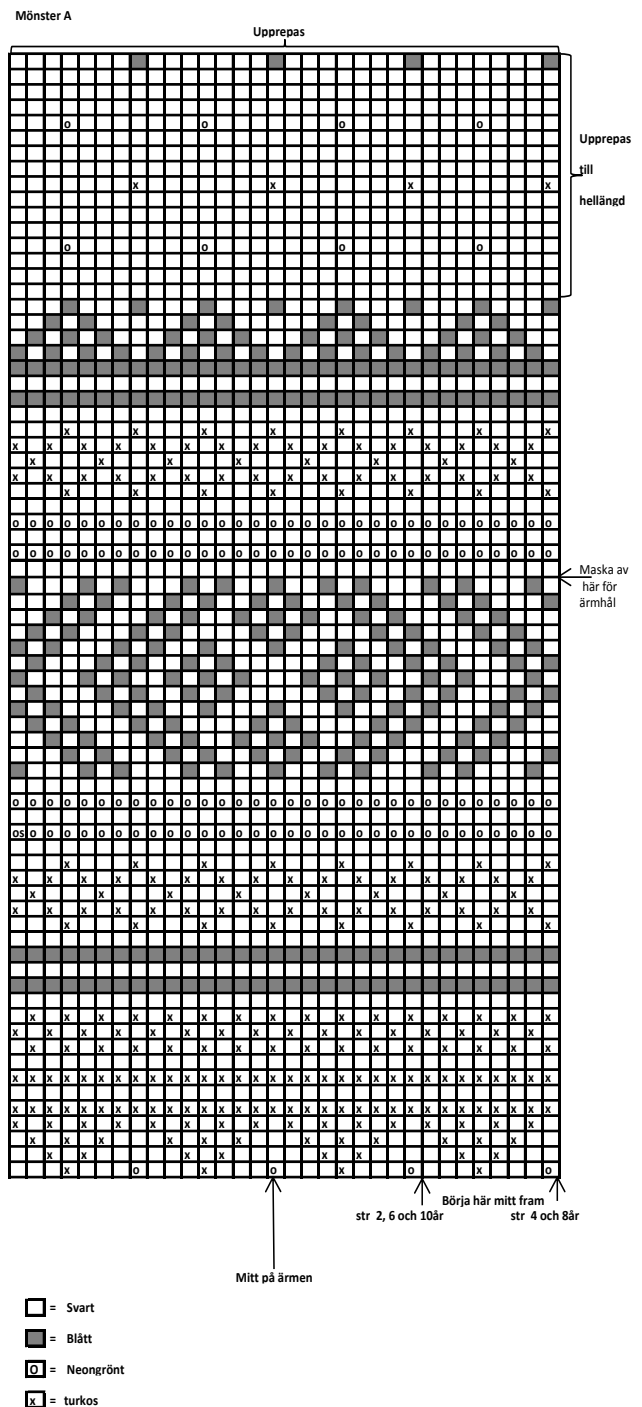 Mönster A
Upprepas
Upprepas
till
hellängd
Maska av
här för
ärmhål
Börja här mitt fram
str 2, 6 och 10år
str 4 och 8år
Mitt på ärmen
= Svart
= Blått
o = Neongrönt
x = turkos